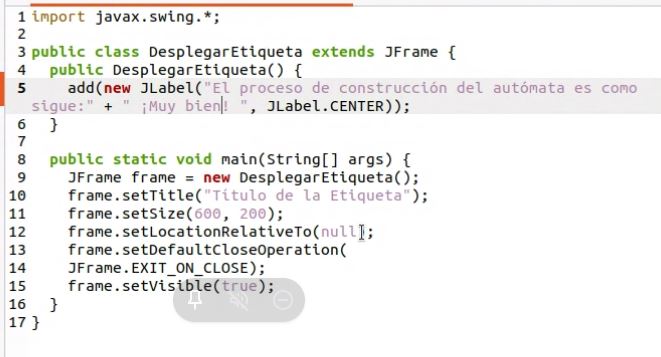 1 import javax.swing.*;
2
3 public class DesplegarEtiqueta extends JFrame {
4   public DesplegarEtiqueta() {
5     add(new JLabel("El proceso de construcción del autómata es como
sigue:" + " ¡Muy bien! ", JLabel.CENTER));
6   }
7
8   public static void main(String[] args) {
9     JFrame frame = new DesplegarEtiqueta();
10     frame.setTitle("Título de la Etiqueta");
11     frame.setSize(600, 200);
12     frame.setLocationRelativeTo(null);
13     frame.setDefaultCloseOperation(
14     JFrame.EXIT_ON_CLOSE);
15     frame.setVisible(true);
16   }
17 }